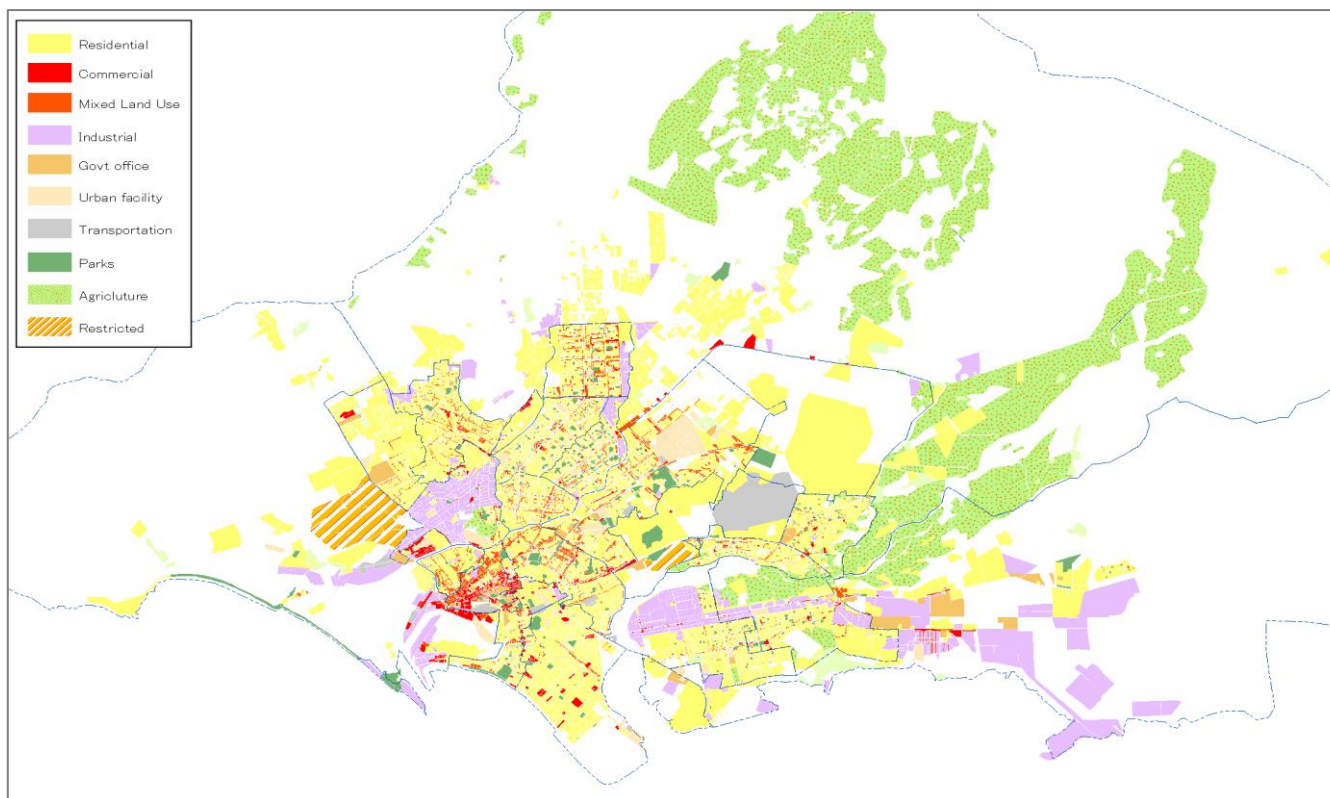 Residential
Commercial
Mixed Land Use
Industrial
Govt office
Urban facility
Transportation
Parks
Agricluture
Restricted